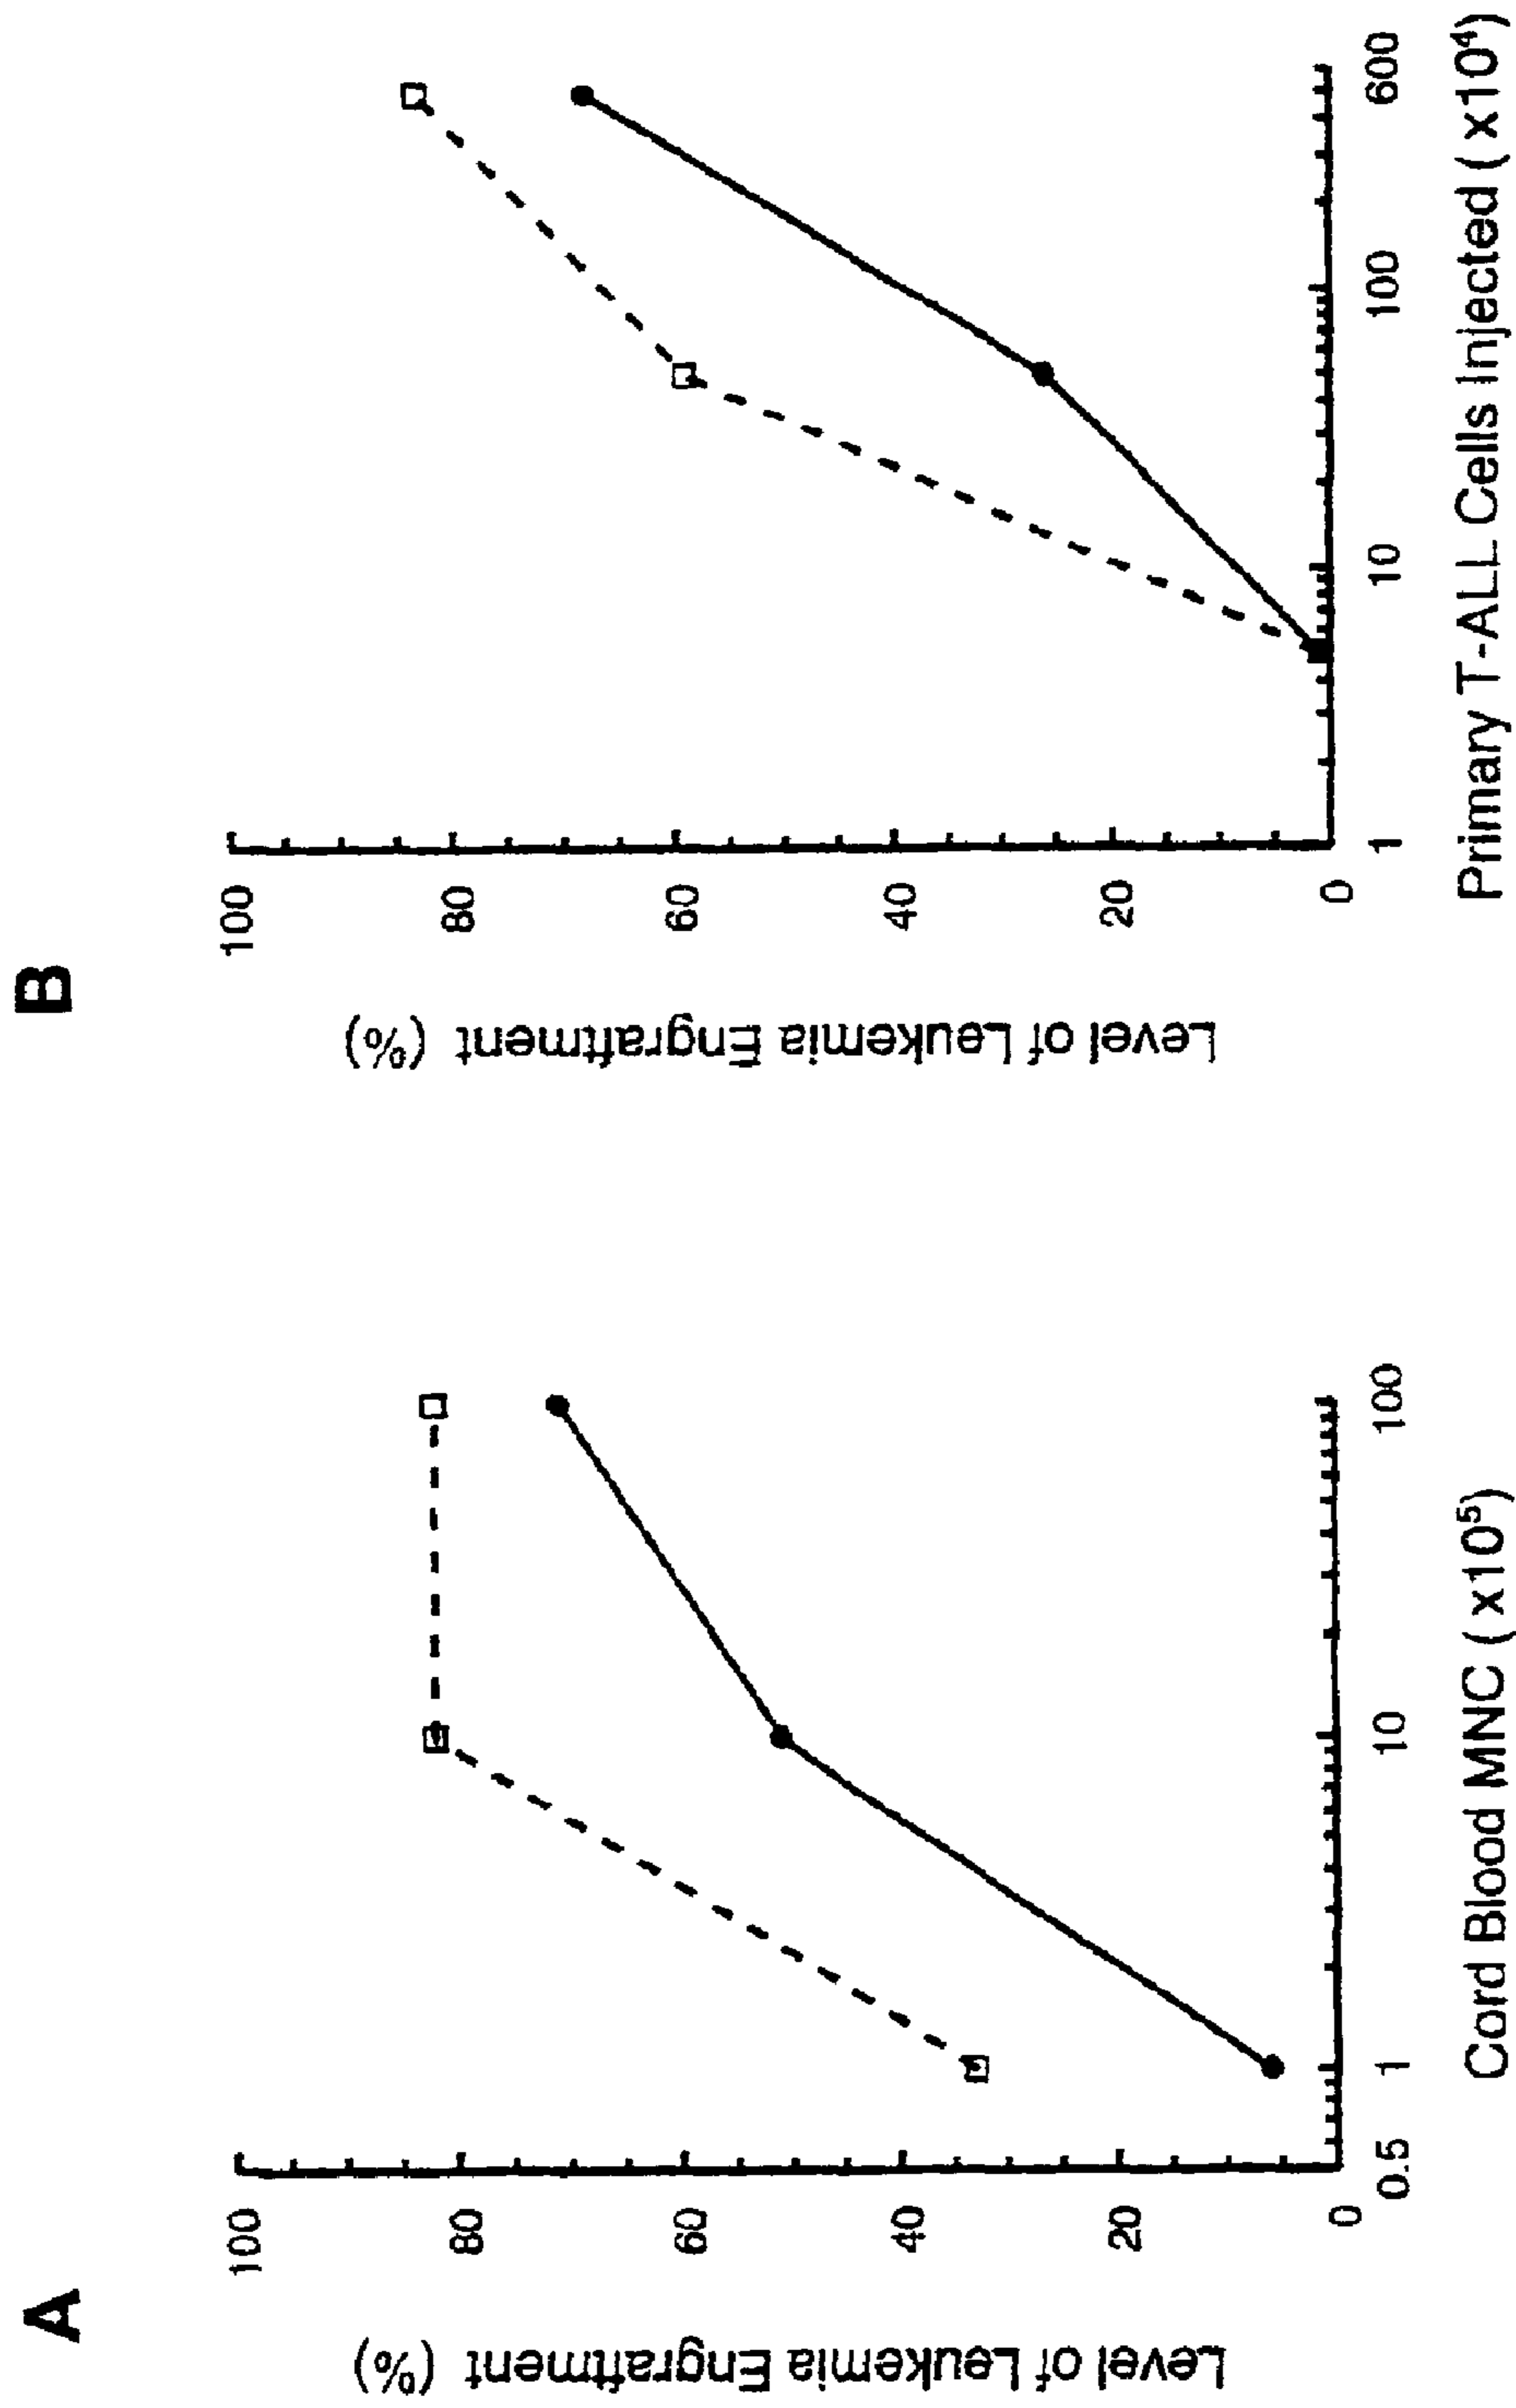 A
Level of Leukemia Engraftment (%)
100
80
60
40
20
0
0.5 1 10 100
Cord Blood MNC ( x10⁵)
B
Level of Leukemia Engraftment (%)
100
80
60
40
20
0
1 10 100 600
Primary T-ALL Cells Injected ( x10⁴)